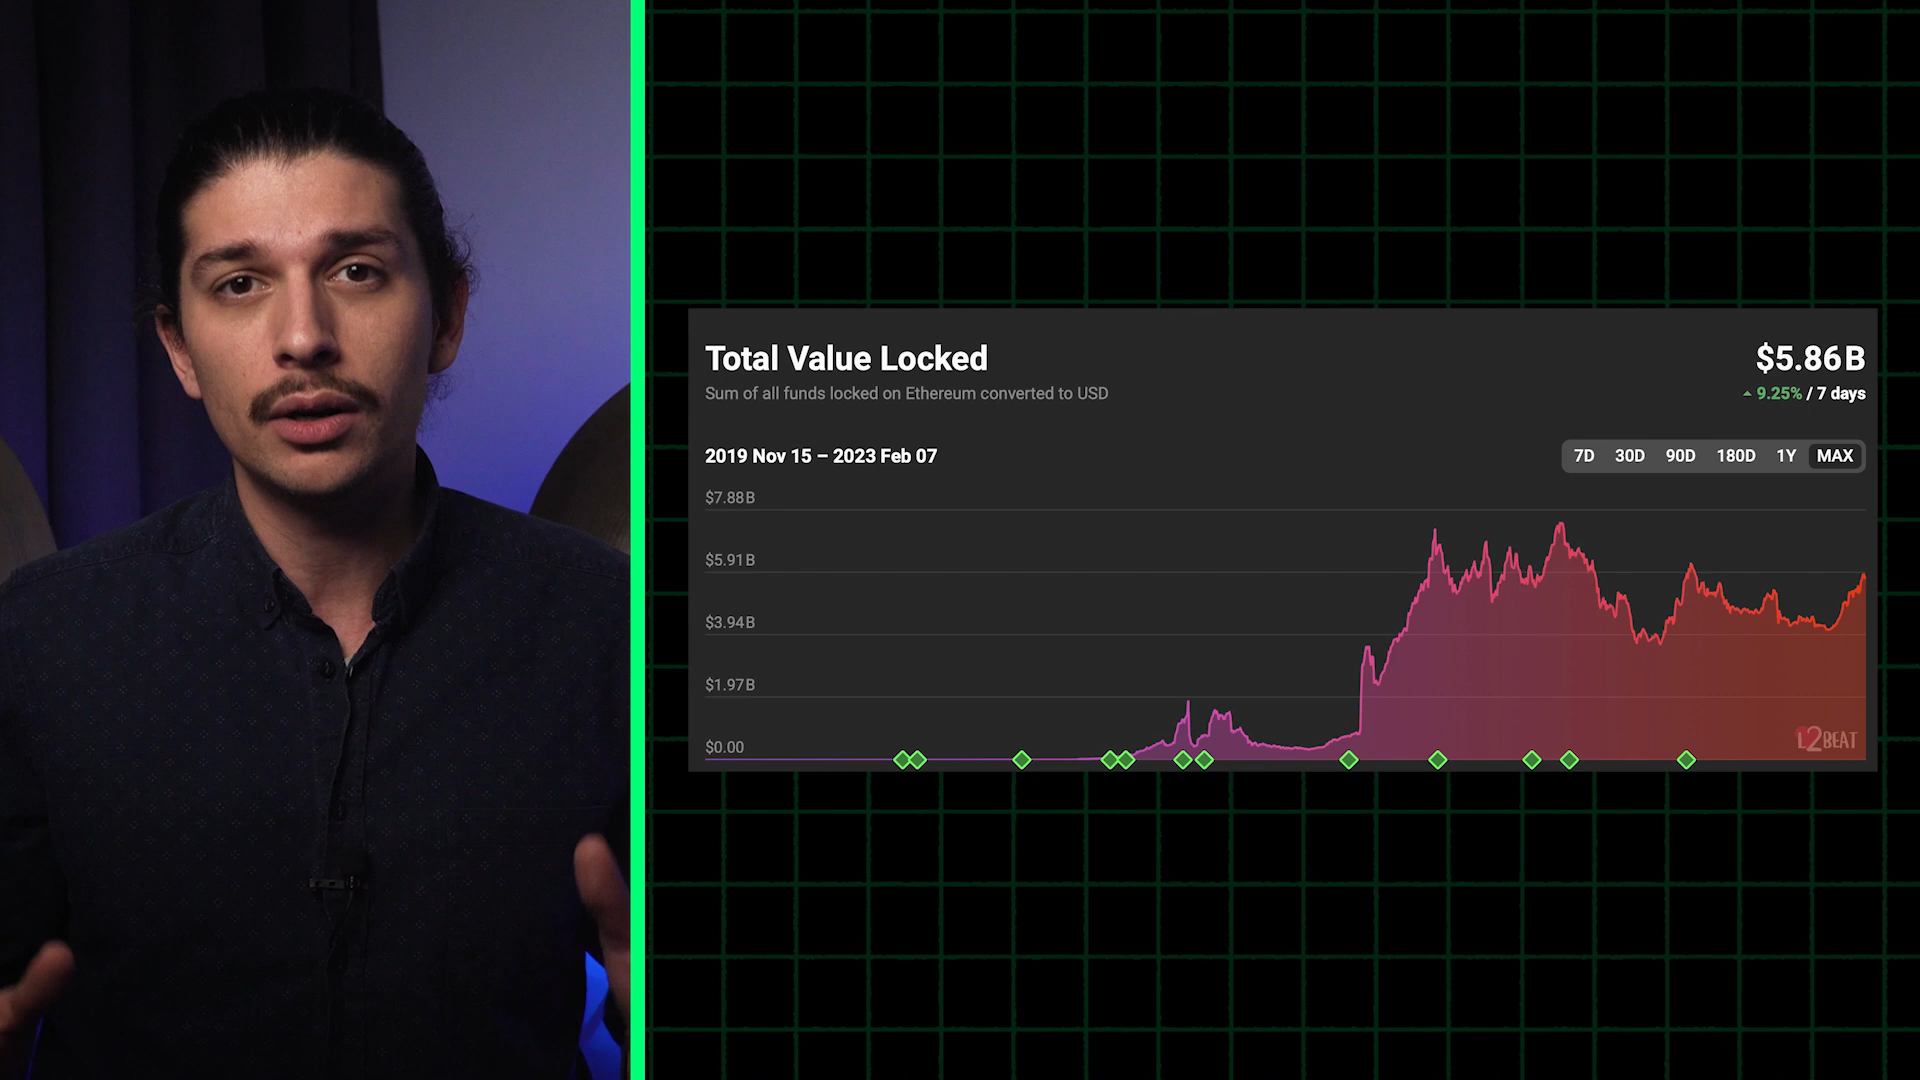 Total Value Locked
$5.86B
Sum of all funds locked on Ethereum converted to USD
9.25% / 7 days
2019 Nov 15 – 2023 Feb 07
7D 30D 90D 180D 1Y MAX
$7.88B
$5.91B
$3.94B
$1.97B
$0.00
L2BEAT